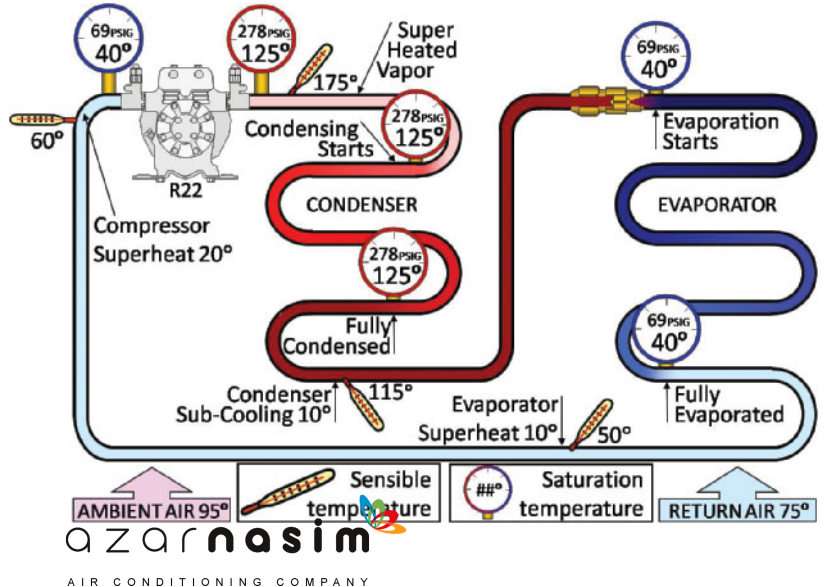 69PSIG
40°
278PSIG
125°
175°
Super
Heated
Vapor
69PSIG
40°
60°
R22
Condensing
Starts
278PSIG
125°
Evaporation
Starts
Compressor
Superheat 20°
CONDENSER
EVAPORATOR
278PSIG
125°
Fully
Condensed
69PSIG
40°
Condenser
Sub-Cooling 10°
115°
Evaporator
Superheat 10°
50°
Fully
Evaporated
AMBIENT AIR 95°
Sensible
temperature
##°
Saturation
temperature
RETURN AIR 75°
azarnasim
AIR CONDITIONING COMPANY